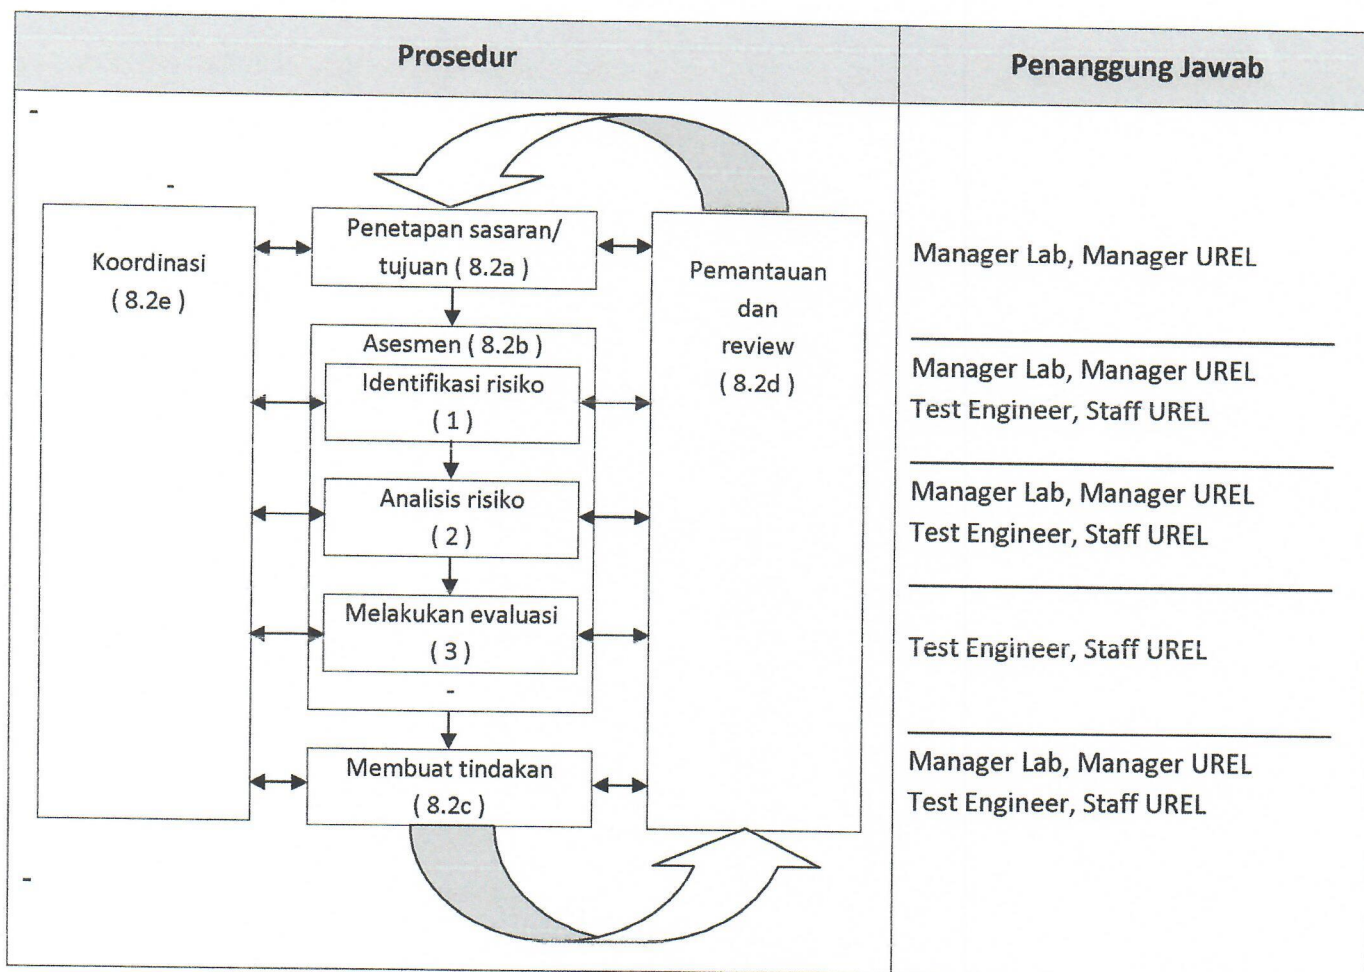 Prosedur
Penanggung Jawab
-
-
Koordinasi
( 8.2e )
Penetapan sasaran/
tujuan ( 8.2a )
Pemantauan
dan
review
( 8.2d )
Asesmen ( 8.2b )
Identifikasi risiko
( 1 )
Analisis risiko
( 2 )
Melakukan evaluasi
( 3 )
-
Membuat tindakan
( 8.2c )
-
Manager Lab, Manager UREL
Manager Lab, Manager UREL
Test Engineer, Staff UREL
Manager Lab, Manager UREL
Test Engineer, Staff UREL
Test Engineer, Staff UREL
Manager Lab, Manager UREL
Test Engineer, Staff UREL